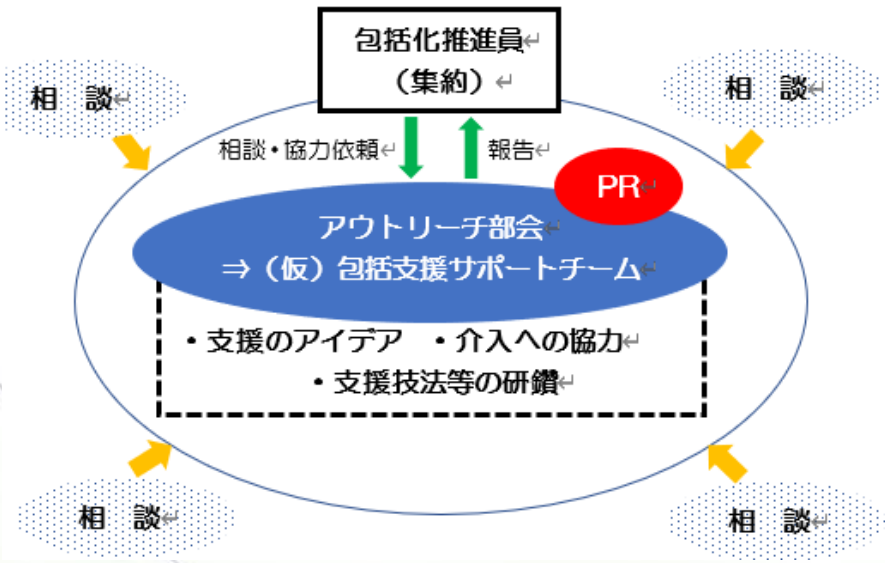 包括化推進員
（集約）
相　談
相　談
相談・協力依頼
報告
PR
アウトリーチ部会
⇒（仮）包括支援サポートチーム
・支援のアイデア　・介入への協力
・支援技法等の研鑽
相　談
相　談